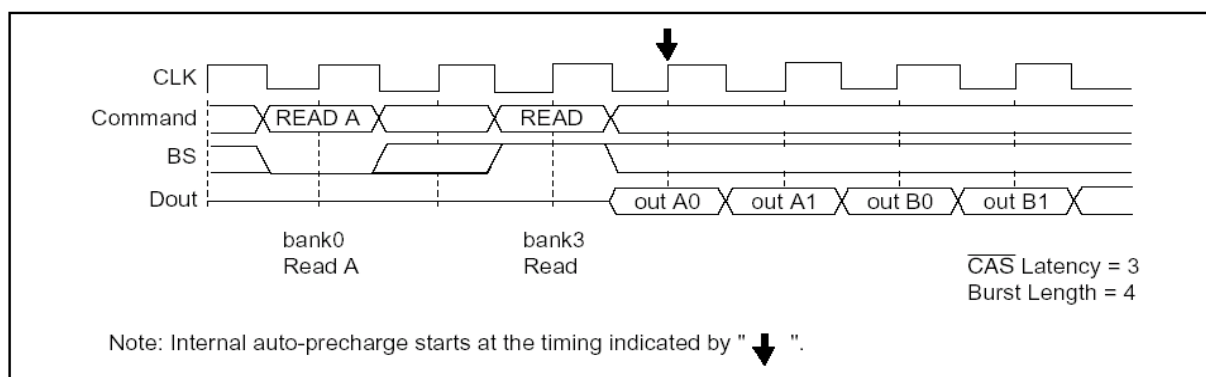 CLK
Command READ A READ
BS
Dout out A0 out A1 out B0 out B1
bank0 bank3
Read A Read
CAS Latency = 3
Burst Length = 4
Note: Internal auto-precharge starts at the timing indicated by " ".